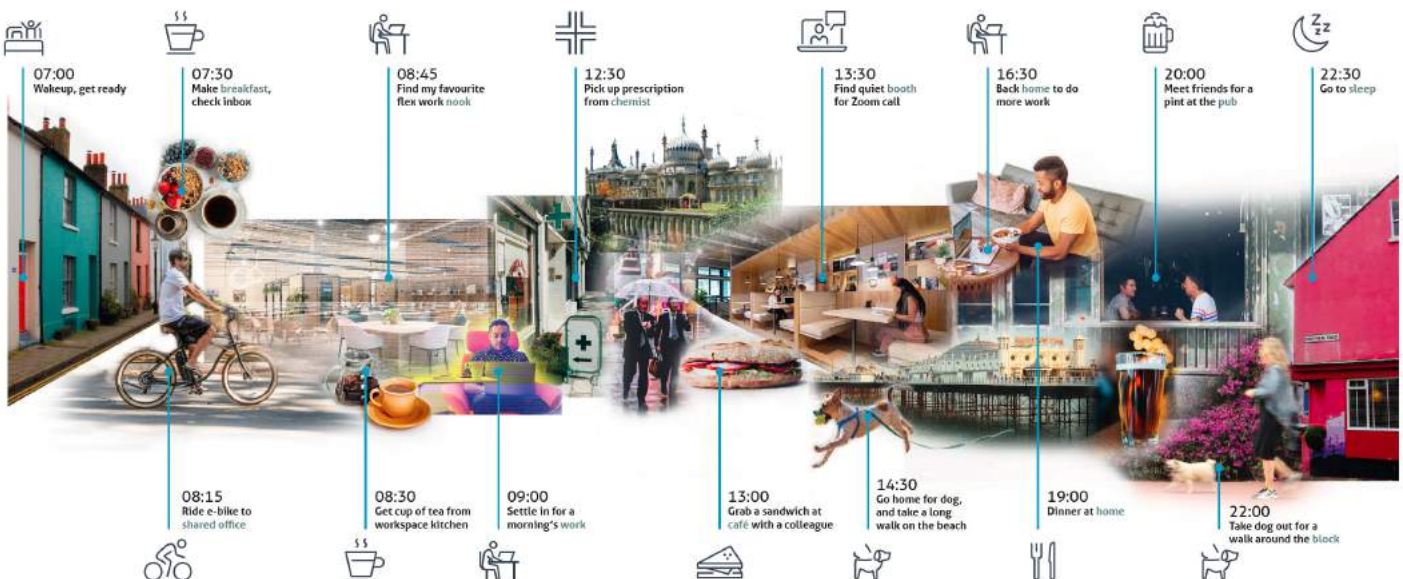 07:00
Wakeup, get ready
07:30
Make breakfast,
check inbox
08:45
Find my favourite
flex work nook
12:30
Pick up prescription
from chemist
13:30
Find quiet booth
for Zoom call
16:30
Back home to do
more work
20:00
Meet friends for a
pint at the pub
Z
z
z
22:30
Go to sleep
08:15
Ride e-bike to
shared office
08:30
Get cup of tea from
workspace kitchen
09:00
Settle in for a
morning's work
13:00
Grab a sandwich at
café with a colleague
14:30
Go home for dog,
and take a long
walk on the beach
19:00
Dinner at home
22:00
Take dog out for a
walk around the block